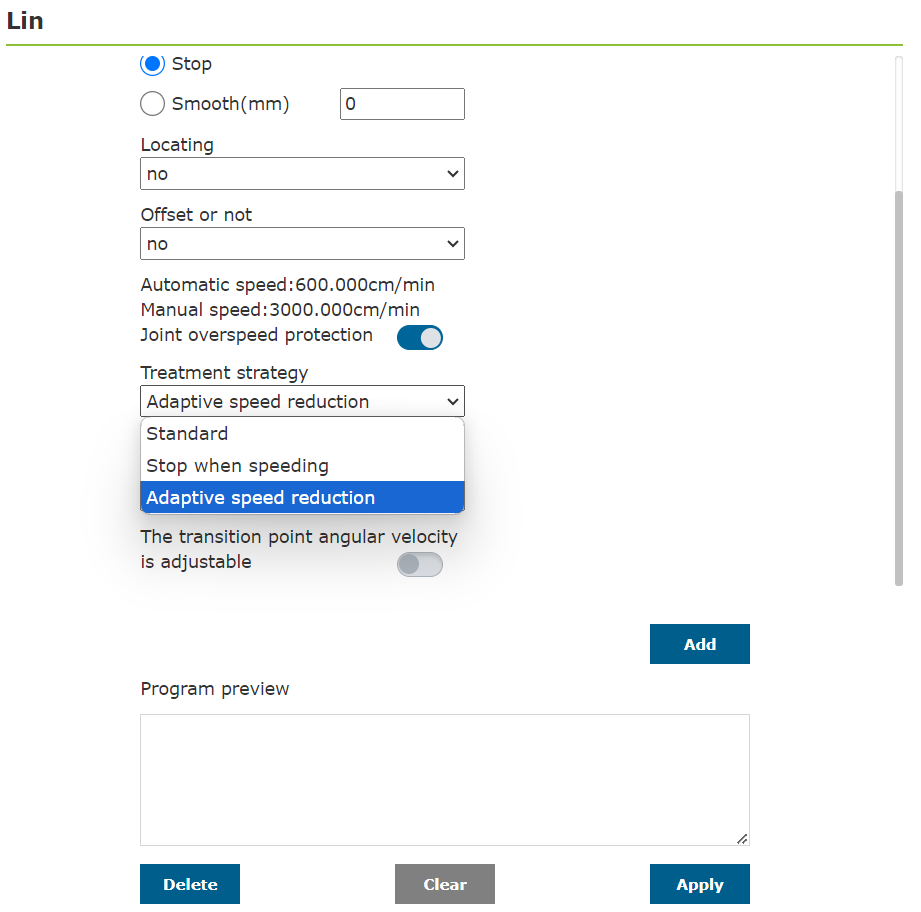 Lin
Stop
Smooth(mm) 0
Locating
no
Offset or not
no
Automatic speed:600.000cm/min
Manual speed:3000.000cm/min
Joint overspeed protection
Treatment strategy
Adaptive speed reduction
Standard
Stop when speeding
Adaptive speed reduction
The transition point angular velocity
is adjustable
Add
Program preview
Delete Clear Apply